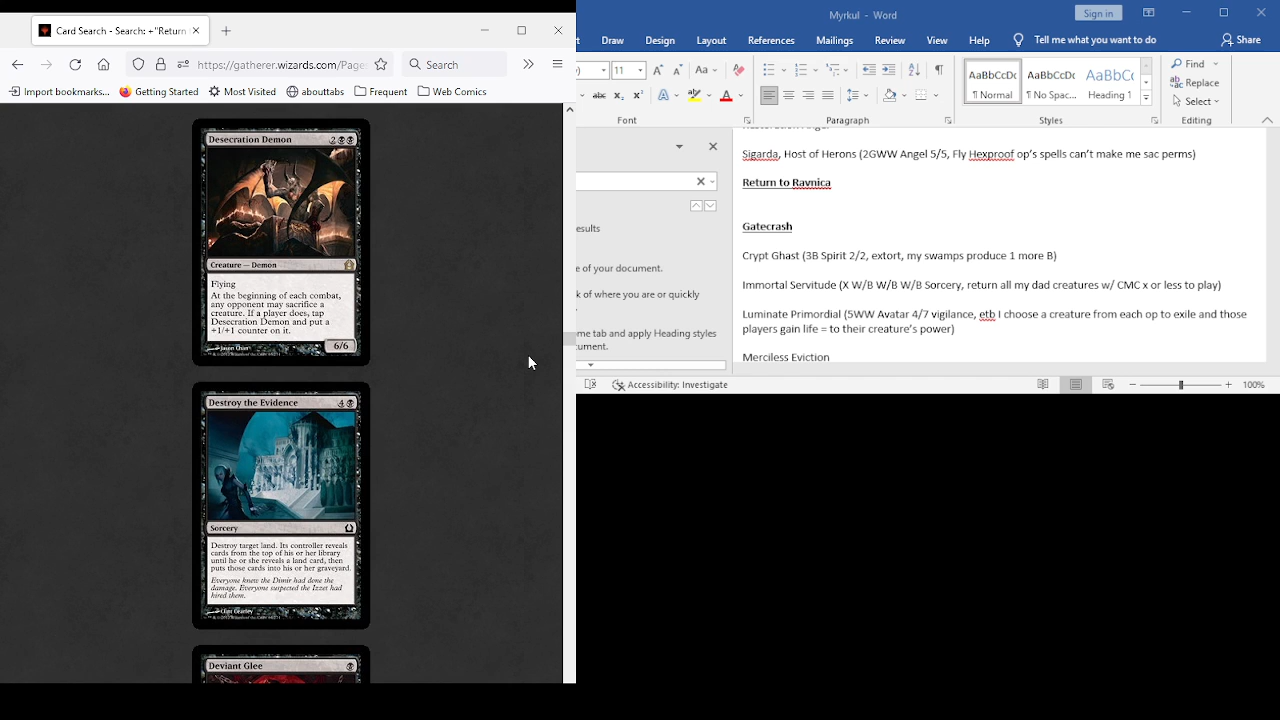 Card Search - Search: +"Return
https://gatherer.wizards.com/Page
Search
Import bookmarks...
Getting Started
Most Visited
abouttabs
Frequent
Web Comics
Desecration Demon
2
Creature — Demon
Flying
At the beginning of each combat,
any opponent may sacrifice a
creature. If a player does, tap
Desecration Demon and put a
+1/+1 counter on it.
6/6
Jason Chan
Destroy the Evidence
4
Sorcery
Destroy target land. Its controller reveals
cards from the top of his or her library
until he or she reveals a land card, then
puts those cards into his or her graveyard.
Everyone knew the Dimir had done the
damage. Everyone suspected the Izzet had
hired them.
Deviant Glee
Myrkul - Word
Sign in
Draw
Design
Layout
References
Mailings
Review
View
Help
Tell me what you want to do
Share
11
Aa
abc
x₂
x²
A
Font
Paragraph
AaBbCcDc
¶ Normal
AaBbCcDc
¶ No Spac...
AaBbCc
Heading 1
Styles
Find
Replace
Select
Editing
esults
e of your document.
k of where you are or quickly
me tab and apply Heading styles
cument.
Restoration Angel
Sigarda, Host of Herons (2GWW Angel 5/5, Fly Hexproof op's spells can't make me sac perms)
Return to Ravnica
Gatecrash
Crypt Ghast (3B Spirit 2/2, extort, my swamps produce 1 more B)
Immortal Servitude (X W/B W/B W/B Sorcery, return all my dad creatures w/ CMC x or less to play)
Luminate Primordial (5WW Avatar 4/7 vigilance, etb I choose a creature from each op to exile and those
players gain life = to their creature's power)
Merciless Eviction
Accessibility: Investigate
100%